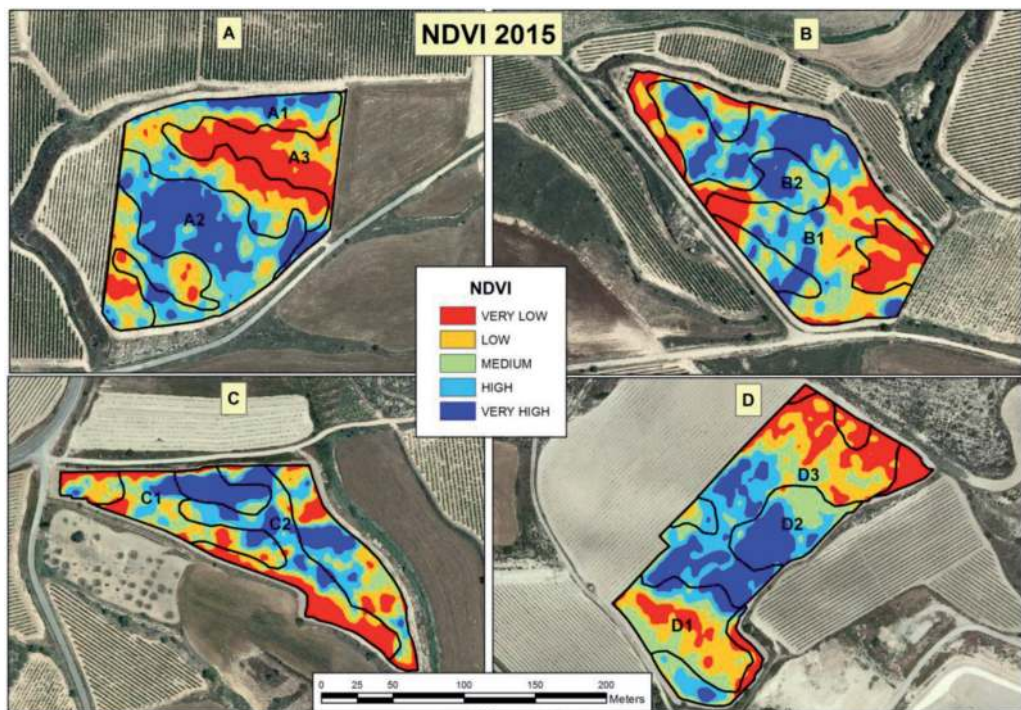 NDVI 2015
A
A1
A3
A2
B
B2
B1
NDVI
VERY LOW
LOW
MEDIUM
HIGH
VERY HIGH
C
C1
C2
D
D3
D2
D1
0 25 50 100 150 200
Meters